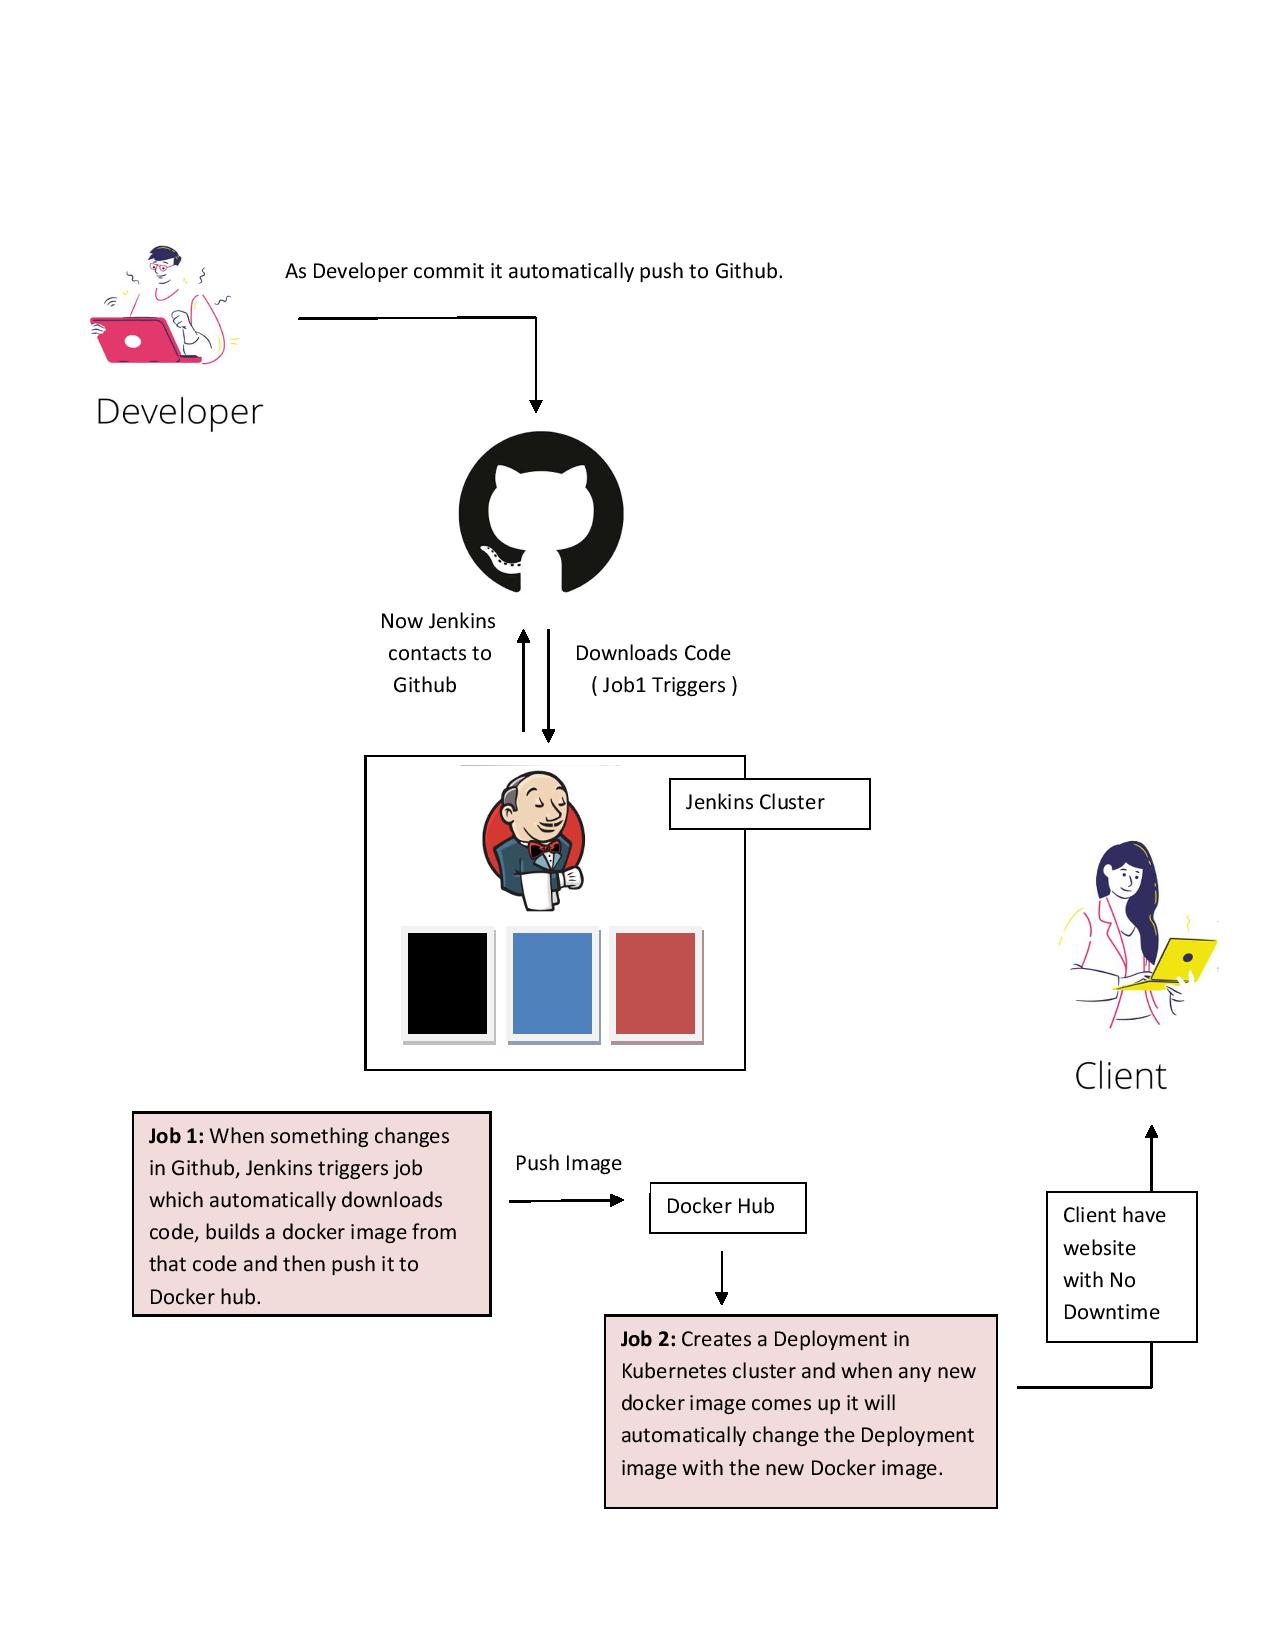 As Developer commit it automatically push to Github.
Developer
Now Jenkins
contacts to
Github
Downloads Code
( Job1 Triggers )
Jenkins Cluster
Client
Job 1: When something changes
in Github, Jenkins triggers job
which automatically downloads
code, builds a docker image from
that code and then push it to
Docker hub.
Push Image
Docker Hub
Client have
website
with No
Downtime
Job 2: Creates a Deployment in
Kubernetes cluster and when any new
docker image comes up it will
automatically change the Deployment
image with the new Docker image.